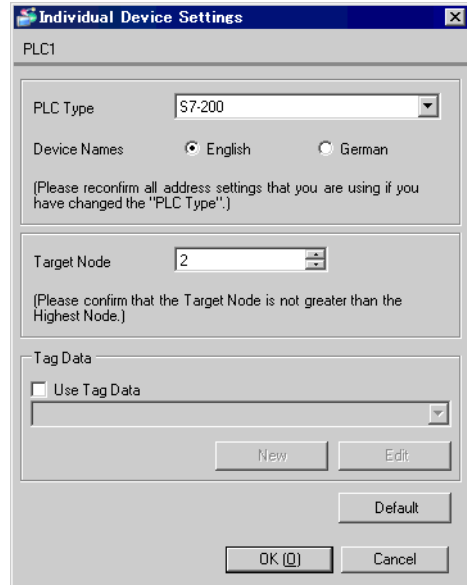 Individual Device Settings
PLC1
PLC Type
S7-200
Device Names
English
German
(Please reconfirm all address settings that you are using if you
have changed the "PLC Type".)
Target Node
2
(Please confirm that the Target Node is not greater than the
Highest Node.)
Tag Data
Use Tag Data
New
Edit
Default
OK (O)
Cancel